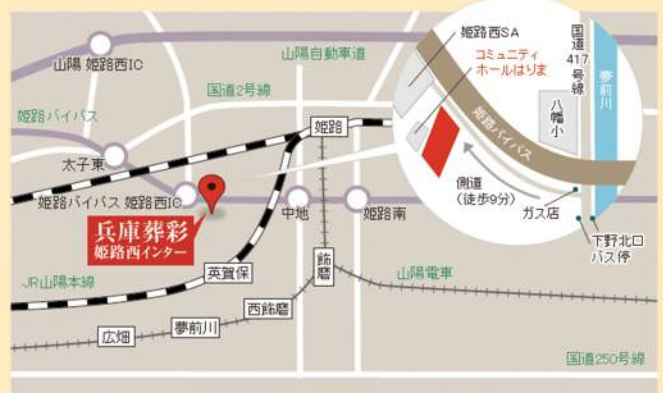 山陽 姫路西IC
山陽自動車道
国道2号線
姫路バイパス
太子東
姫路
姫路バイパス 姫路西IC
兵庫葬彩
姫路西インター
中地
姫路南
JR山陽本線
英賀保
飾磨
山陽電車
西飾磨
夢前川
広畑
国道250号線
姫路西SA
コミュニティ
ホールはりま
国道
417
号線
夢前川
八幡小
姫路バイパス
側道
(徒歩9分)
ガス店
下野北口
バス停